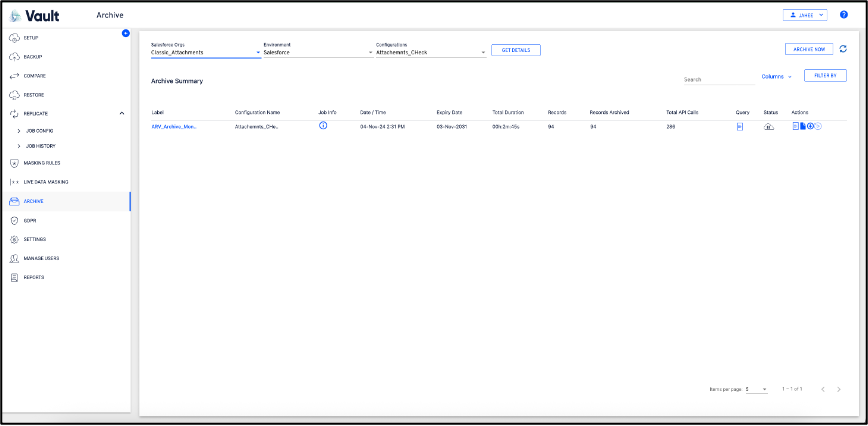 Vault
Archive
JAMES
?
SETUP
BACKUP
COMPARE
RESTORE
REPLICATE
JOB CONFIG
JOB HISTORY
MASKING RULES
LIVE DATA MASKING
ARCHIVE
GDPR
SETTINGS
MANAGE USERS
REPORTS
Salesforce Orgs Environment Configurations
Classic_Attachments Salesforce Attachemnts_CHeck GET DETAILS ARCHIVE NOW
Archive Summary
Search Columns FILTER BY
Label Configuration Name Job Info Date / Time Expiry Date Total Duration Records Records Archived Total API Calls Query Status Actions
ARV_Archive_Mon.. Attachemnts_CHe.. 04-Nov-24 2:31 PM 03-Nov-2031 00h:2m:45s 94 94 286
Items per page: 5 1 – 1 of 1